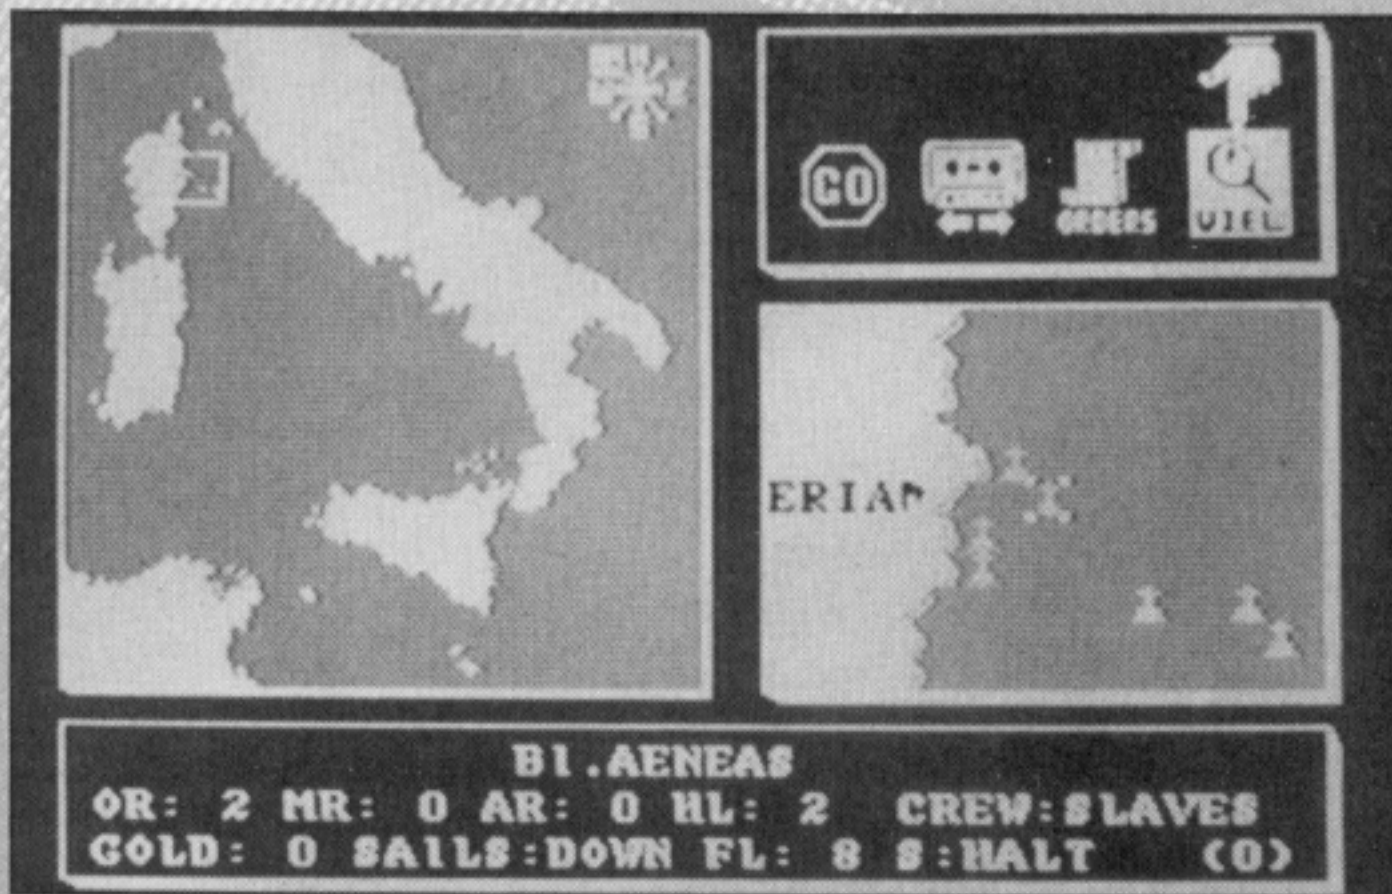 GO
ORDERS
VIEW
ERIAN
B1.AENEAS
OR: 2 MR: 0 AR: 0 HL: 2 CREW:SLAVES
GOLD: 0 SAILS:DOWN FL: 8 S:HALT (0)